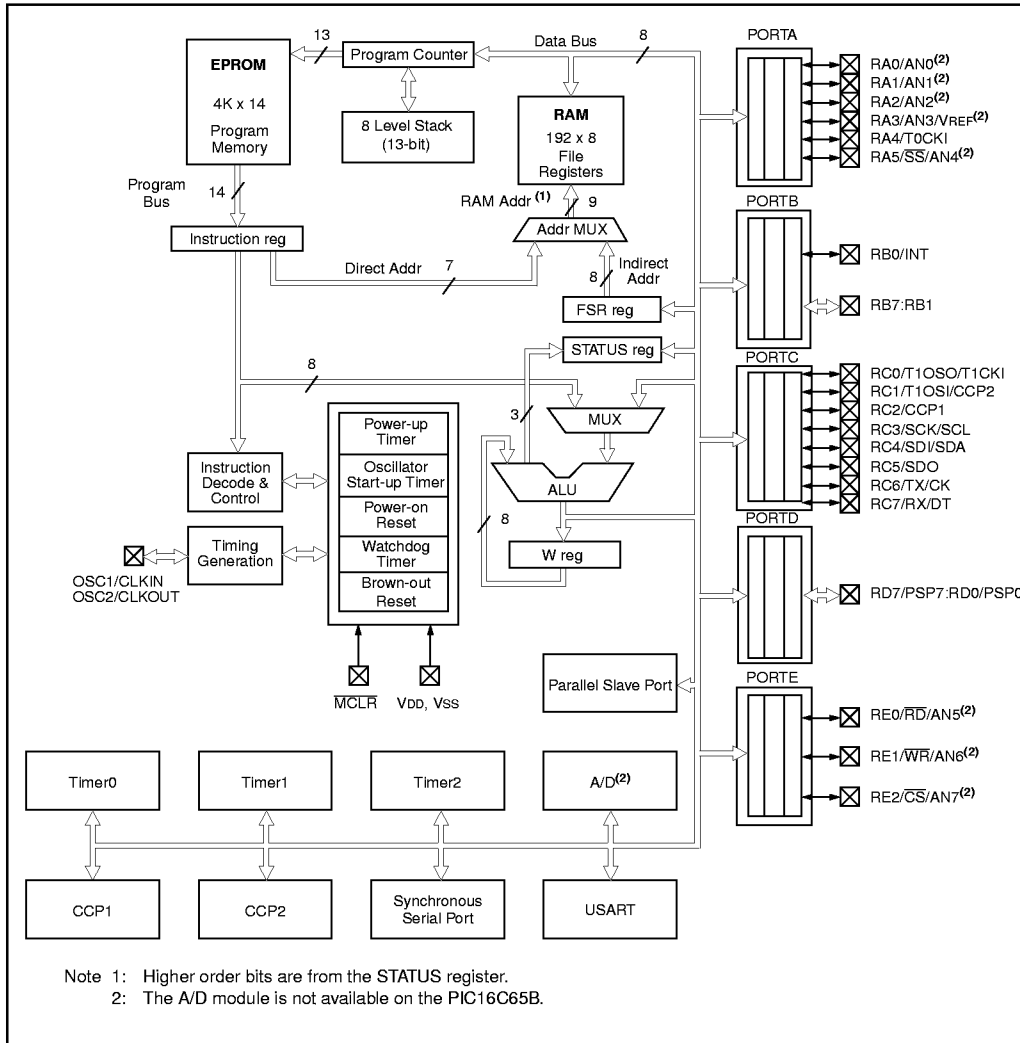 13
EPROM
4K x 14
Program
Memory
Program Counter
8 Level Stack
(13-bit)
Data Bus
8
RAM
192 x 8
File
Registers
Program
Bus
14
RAM Addr (1)
9
Instruction reg
Addr MUX
Direct Addr
7
8
Indirect
Addr
FSR reg
STATUS reg
8
3
MUX
ALU
8
W reg
Power-up
Timer
Oscillator
Start-up Timer
Power-on
Reset
Watchdog
Timer
Brown-out
Reset
Instruction
Decode &
Control
Timing
Generation
OSC1/CLKIN
OSC2/CLKOUT
MCLR
VDD, VSS
Parallel Slave Port
PORTA
RA0/AN0(2)
RA1/AN1(2)
RA2/AN2(2)
RA3/AN3/VREF(2)
RA4/T0CKI
RA5/SS/AN4(2)
PORTB
RB0/INT
RB7:RB1
PORTC
RC0/T1OSO/T1CKI
RC1/T1OSI/CCP2
RC2/CCP1
RC3/SCK/SCL
RC4/SDI/SDA
RC5/SDO
RC6/TX/CK
RC7/RX/DT
PORTD
RD7/PSP7:RD0/PSP0
PORTE
RE0/RD/AN5(2)
RE1/WR/AN6(2)
RE2/CS/AN7(2)
Timer0
Timer1
Timer2
A/D(2)
CCP1
CCP2
Synchronous
Serial Port
USART
Note 1: Higher order bits are from the STATUS register.
2: The A/D module is not available on the PIC16C65B.